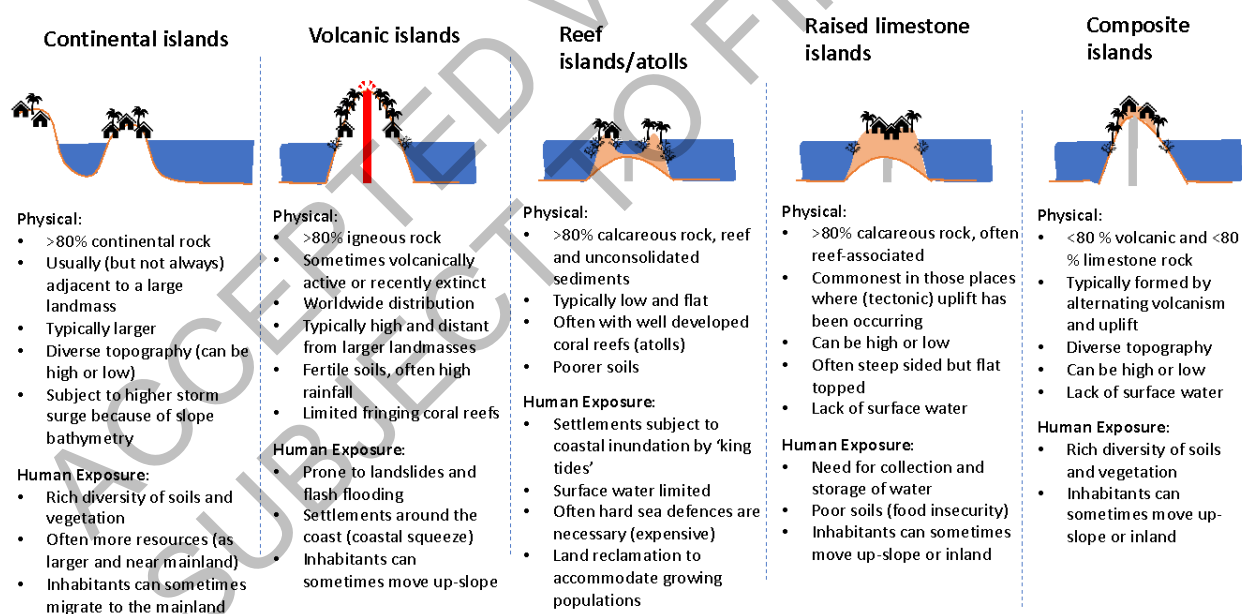 Continental islands
Physical:
• >80% continental rock
• Usually (but not always)
adjacent to a large
landmass
• Typically larger
• Diverse topography (can be
high or low)
• Subject to higher storm
surge because of slope
bathymetry
Human Exposure:
• Rich diversity of soils and
vegetation
• Often more resources (as
larger and near mainland)
• Inhabitants can sometimes
migrate to the mainland
Volcanic islands
Physical:
• >80% igneous rock
• Sometimes volcanically
active or recently extinct
• Worldwide distribution
• Typically high and distant
from larger landmasses
• Fertile soils, often high
rainfall
• Limited fringing coral reefs
Human Exposure:
• Prone to landslides and
flash flooding
• Settlements around the
coast (coastal squeeze)
• Inhabitants can
sometimes move up-slope
Reef
islands/atolls
Physical:
• >80% calcareous rock, reef
and unconsolidated
sediments
• Typically low and flat
• Often with well developed
coral reefs (atolls)
• Poorer soils
Human Exposure:
• Settlements subject to
coastal inundation by ‘king
tides’
• Surface water limited
• Often hard sea defences are
necessary (expensive)
• Land reclamation to
accommodate growing
populations
Raised limestone
islands
Physical:
• >80% calcareous rock, often
reef-associated
• Commonest in those places
where (tectonic) uplift has
been occurring
• Can be high or low
• Often steep sided but flat
topped
• Lack of surface water
Human Exposure:
• Need for collection and
storage of water
• Poor soils (food insecurity)
• Inhabitants can sometimes
move up-slope or inland
Composite
islands
Physical:
• <80 % volcanic and <80
% limestone rock
• Typically formed by
alternating volcanism
and uplift
• Diverse topography
• Can be high or low
• Lack of surface water
Human Exposure:
• Rich diversity of soils
and vegetation
• Inhabitants can
sometimes move up-
slope or inland
ACCEPTED
SUBJECT TO